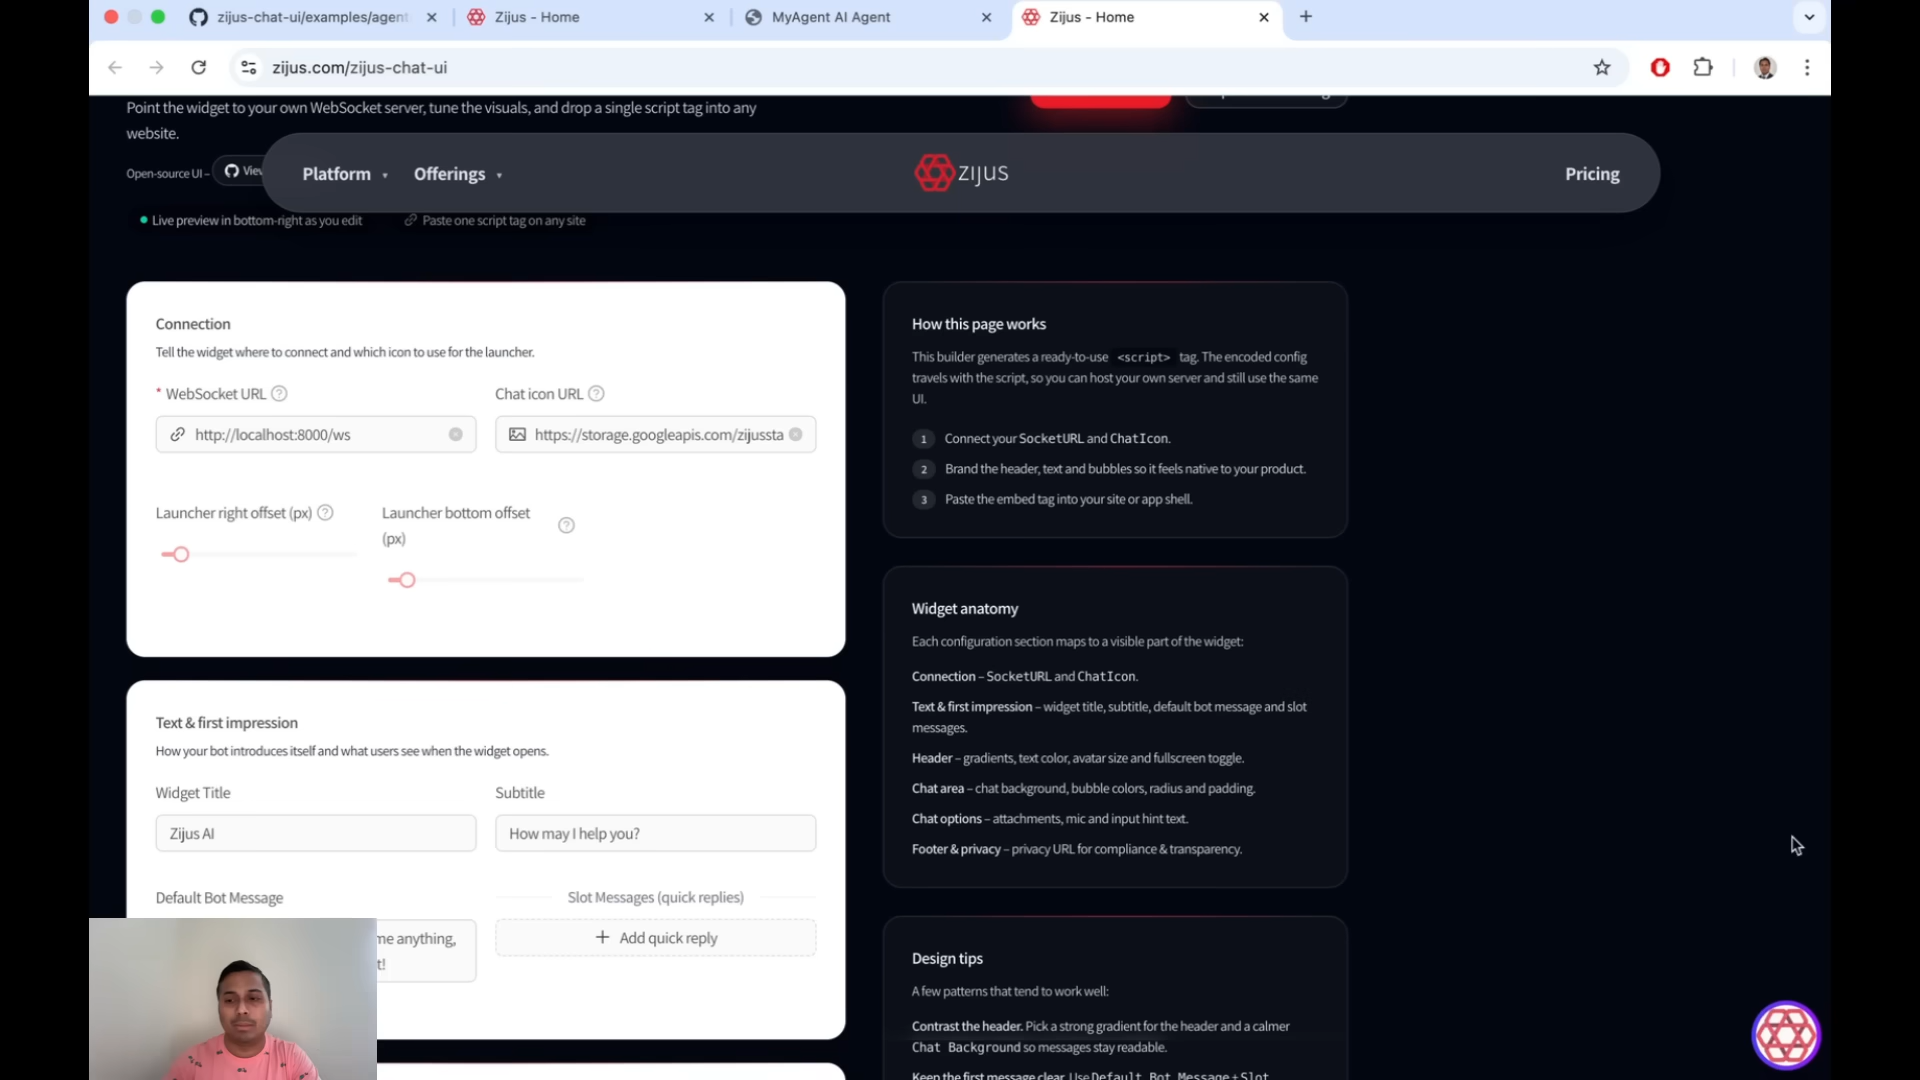 zijus-chat-ui/examples/agent
Zijus - Home
MyAgent AI Agent
Zijus - Home
zijus.com/zijus-chat-ui
Point the widget to your own WebSocket server, tune the visuals, and drop a single script tag into any
website.
Open-source UI –
Platform
Offerings
zijus
Pricing
Live preview in bottom-right as you edit
Paste one script tag on any site
Connection
Tell the widget where to connect and which icon to use for the launcher.
* WebSocket URL
Chat icon URL
http://localhost:8000/ws
https://storage.googleapis.com/zijussta
Launcher right offset (px)
Launcher bottom offset
(px)
Text & first impression
How your bot introduces itself and what users see when the widget opens.
Widget Title
Subtitle
Zijus AI
How may I help you?
Default Bot Message
Slot Messages (quick replies)
me anything,
t!
+ Add quick reply
How this page works
This builder generates a ready-to-use <script> tag. The encoded config
travels with the script, so you can host your own server and still use the same
UI.
1 Connect your SocketURL and ChatIcon.
2 Brand the header, text and bubbles so it feels native to your product.
3 Paste the embed tag into your site or app shell.
Widget anatomy
Each configuration section maps to a visible part of the widget:
Connection – SocketURL and ChatIcon.
Text & first impression – widget title, subtitle, default bot message and slot
messages.
Header – gradients, text color, avatar size and fullscreen toggle.
Chat area – chat background, bubble colors, radius and padding.
Chat options – attachments, mic and input hint text.
Footer & privacy – privacy URL for compliance & transparency.
Design tips
A few patterns that tend to work well:
Contrast the header. Pick a strong gradient for the header and a calmer
Chat Background so messages stay readable.
Keep the first message clear. Use Default Bot Message + Slot